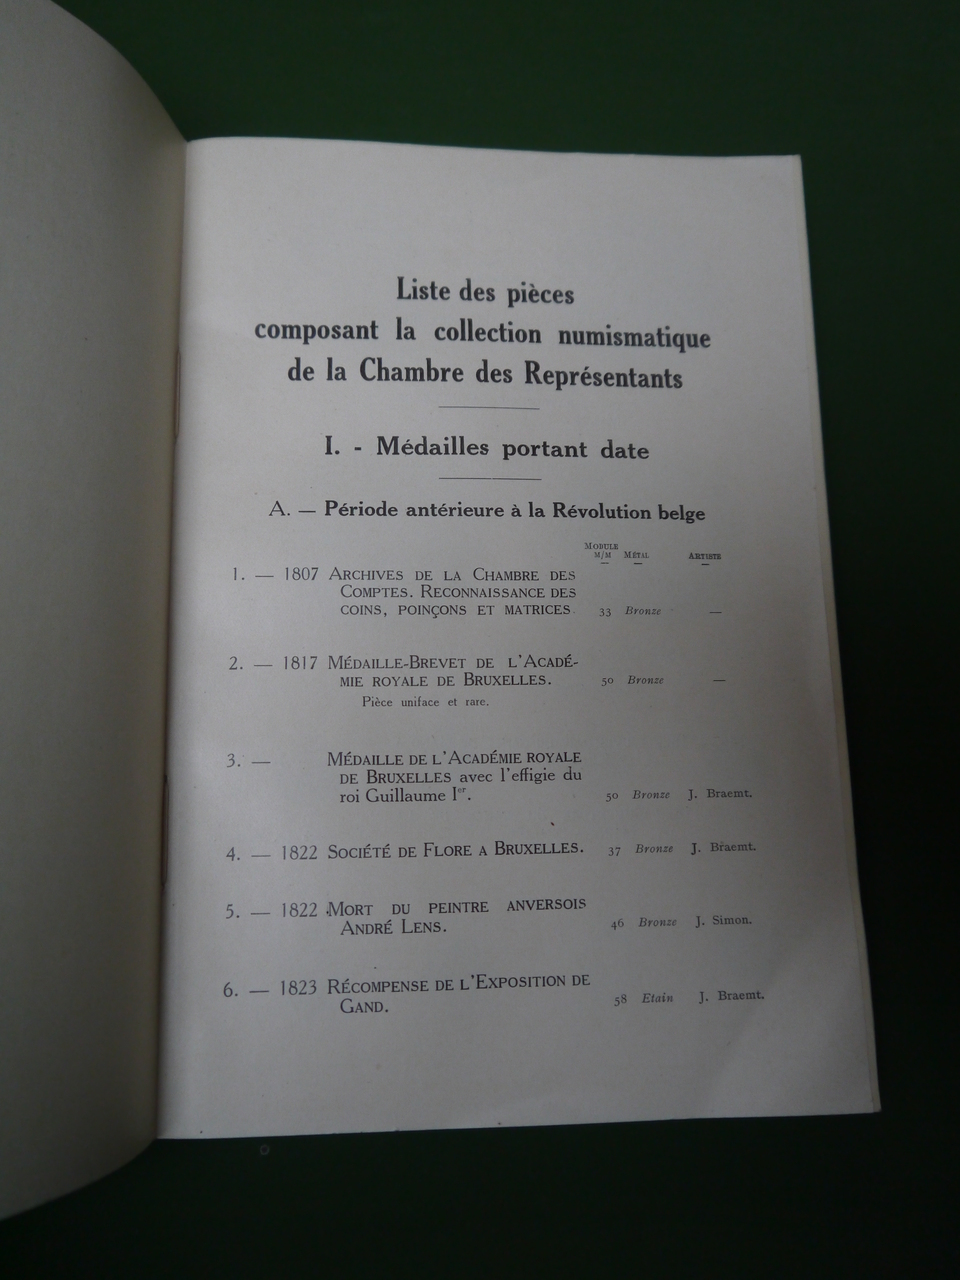 Liste des pièces
composant la collection numismatique
de la Chambre des Représentants
I. - Médailles portant date
A. — Période antérieure à la Révolution belge
MODULE
M/M MÉTAL ARTISTE
1. — 1807 ARCHIVES DE LA CHAMBRE DES
COMPTES. RECONNAISSANCE DES
COINS, POINÇONS ET MATRICES 33 Bronze —
2. — 1817 MÉDAILLE-BREVET DE L'ACADÉ-
MIE ROYALE DE BRUXELLES. 50 Bronze —
Pièce uniface et rare.
3. — MÉDAILLE DE L'ACADÉMIE ROYALE
DE BRUXELLES avec l'effigie du
roi Guillaume Ier. 50 Bronze J. Braemt.
4. — 1822 SOCIÉTÉ DE FLORE A BRUXELLES. 37 Bronze J. Braemt.
5. — 1822 MORT DU PEINTRE ANVERSOIS
ANDRÉ LENS. 46 Bronze J. Simon.
6. — 1823 RÉCOMPENSE DE L'EXPOSITION DE
GAND. 58 Etain J. Braemt.